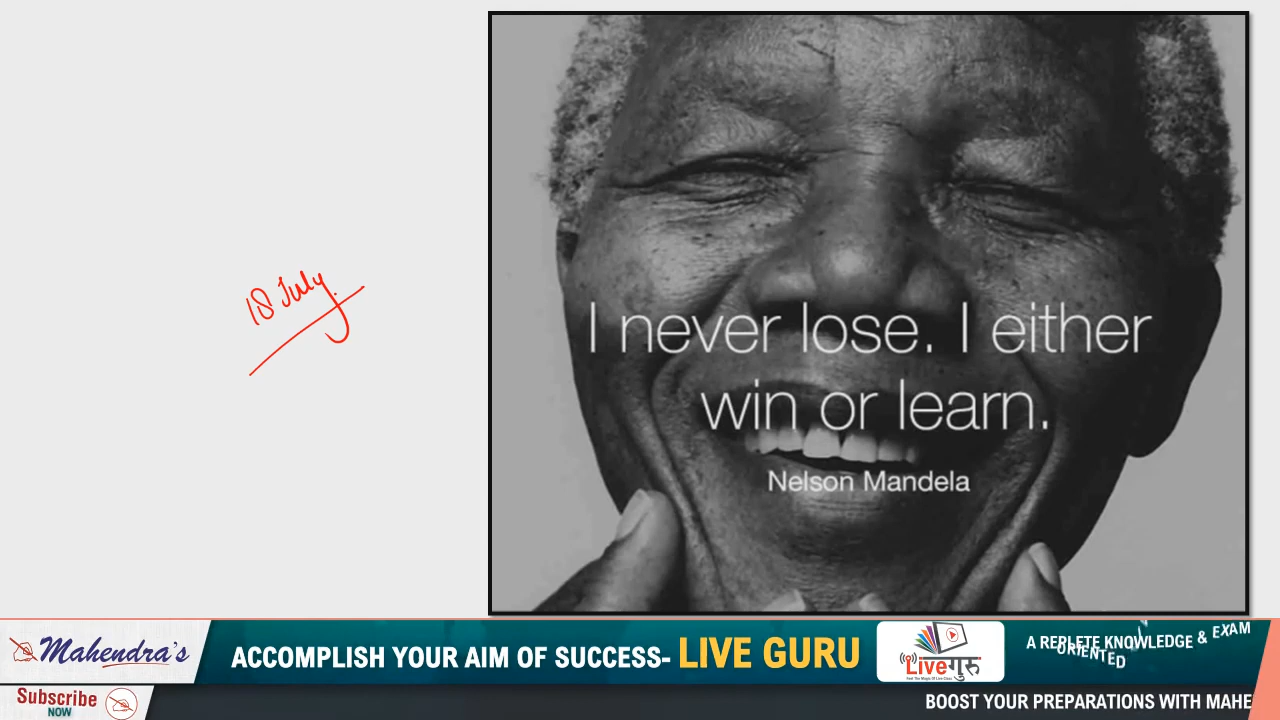 18 July
I never lose. I either
win or learn.
Nelson Mandela
Mahendra's
ACCOMPLISH YOUR AIM OF SUCCESS- LIVE GURU
Liveगुरु
A REPLETE KNOWLEDGE & EXAM
ORIENTED
Subscribe
NOW
BOOST YOUR PREPARATIONS WITH MAHE